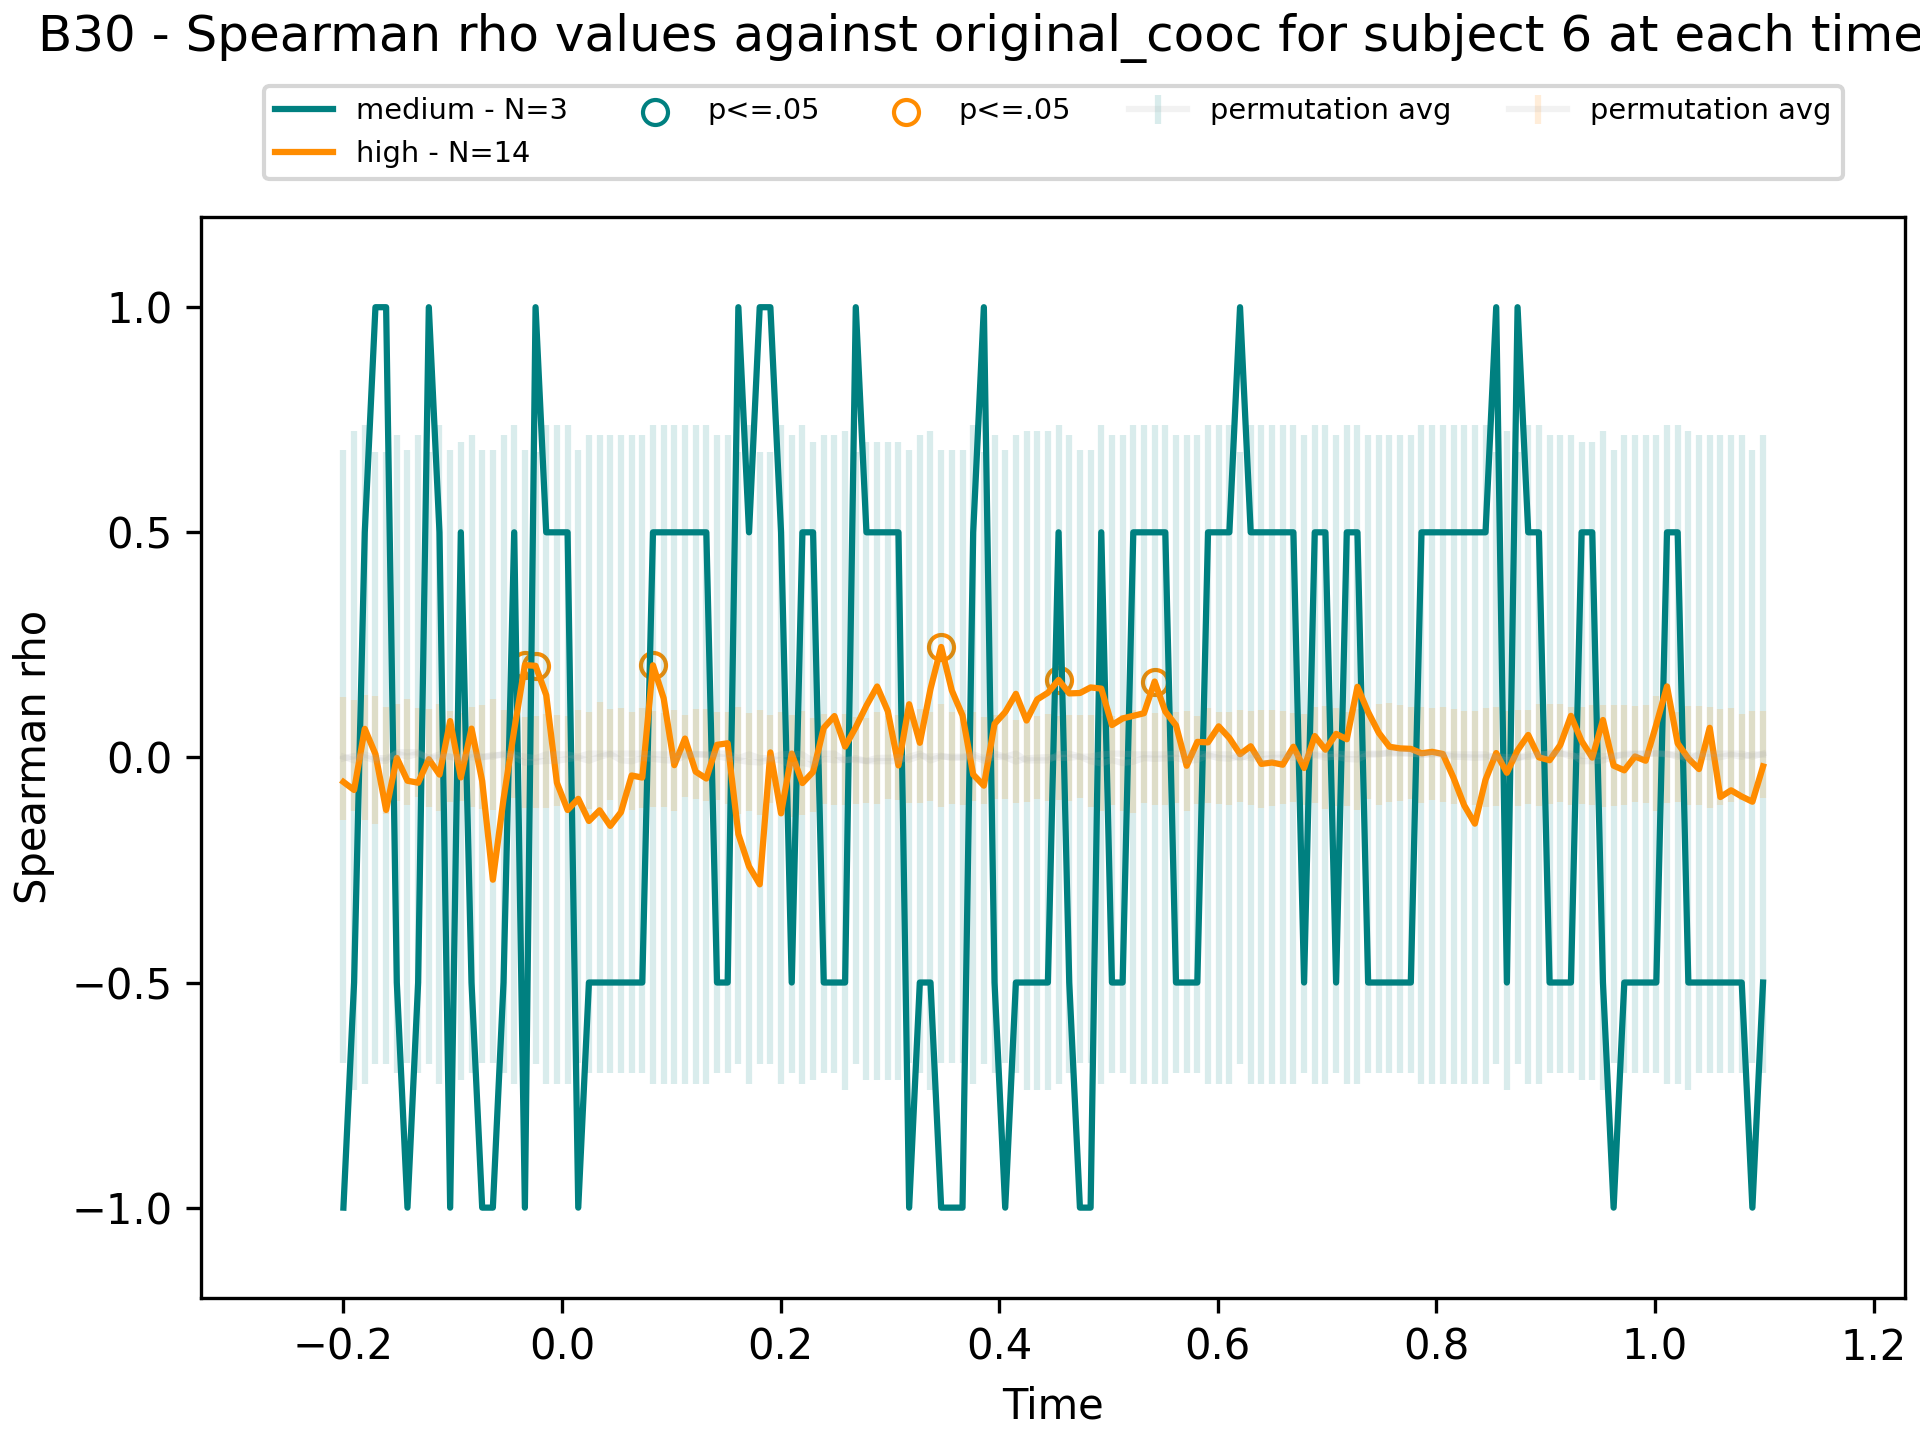 B30 - Spearman rho values against original_cooc for subject 6 at each time
medium - N=3
high - N=14
p<=.05
p<=.05
permutation avg
permutation avg
Spearman rho
1.0
0.5
0.0
−0.5
−1.0
−0.2 0.0 0.2 0.4 0.6 0.8 1.0 1.2
Time